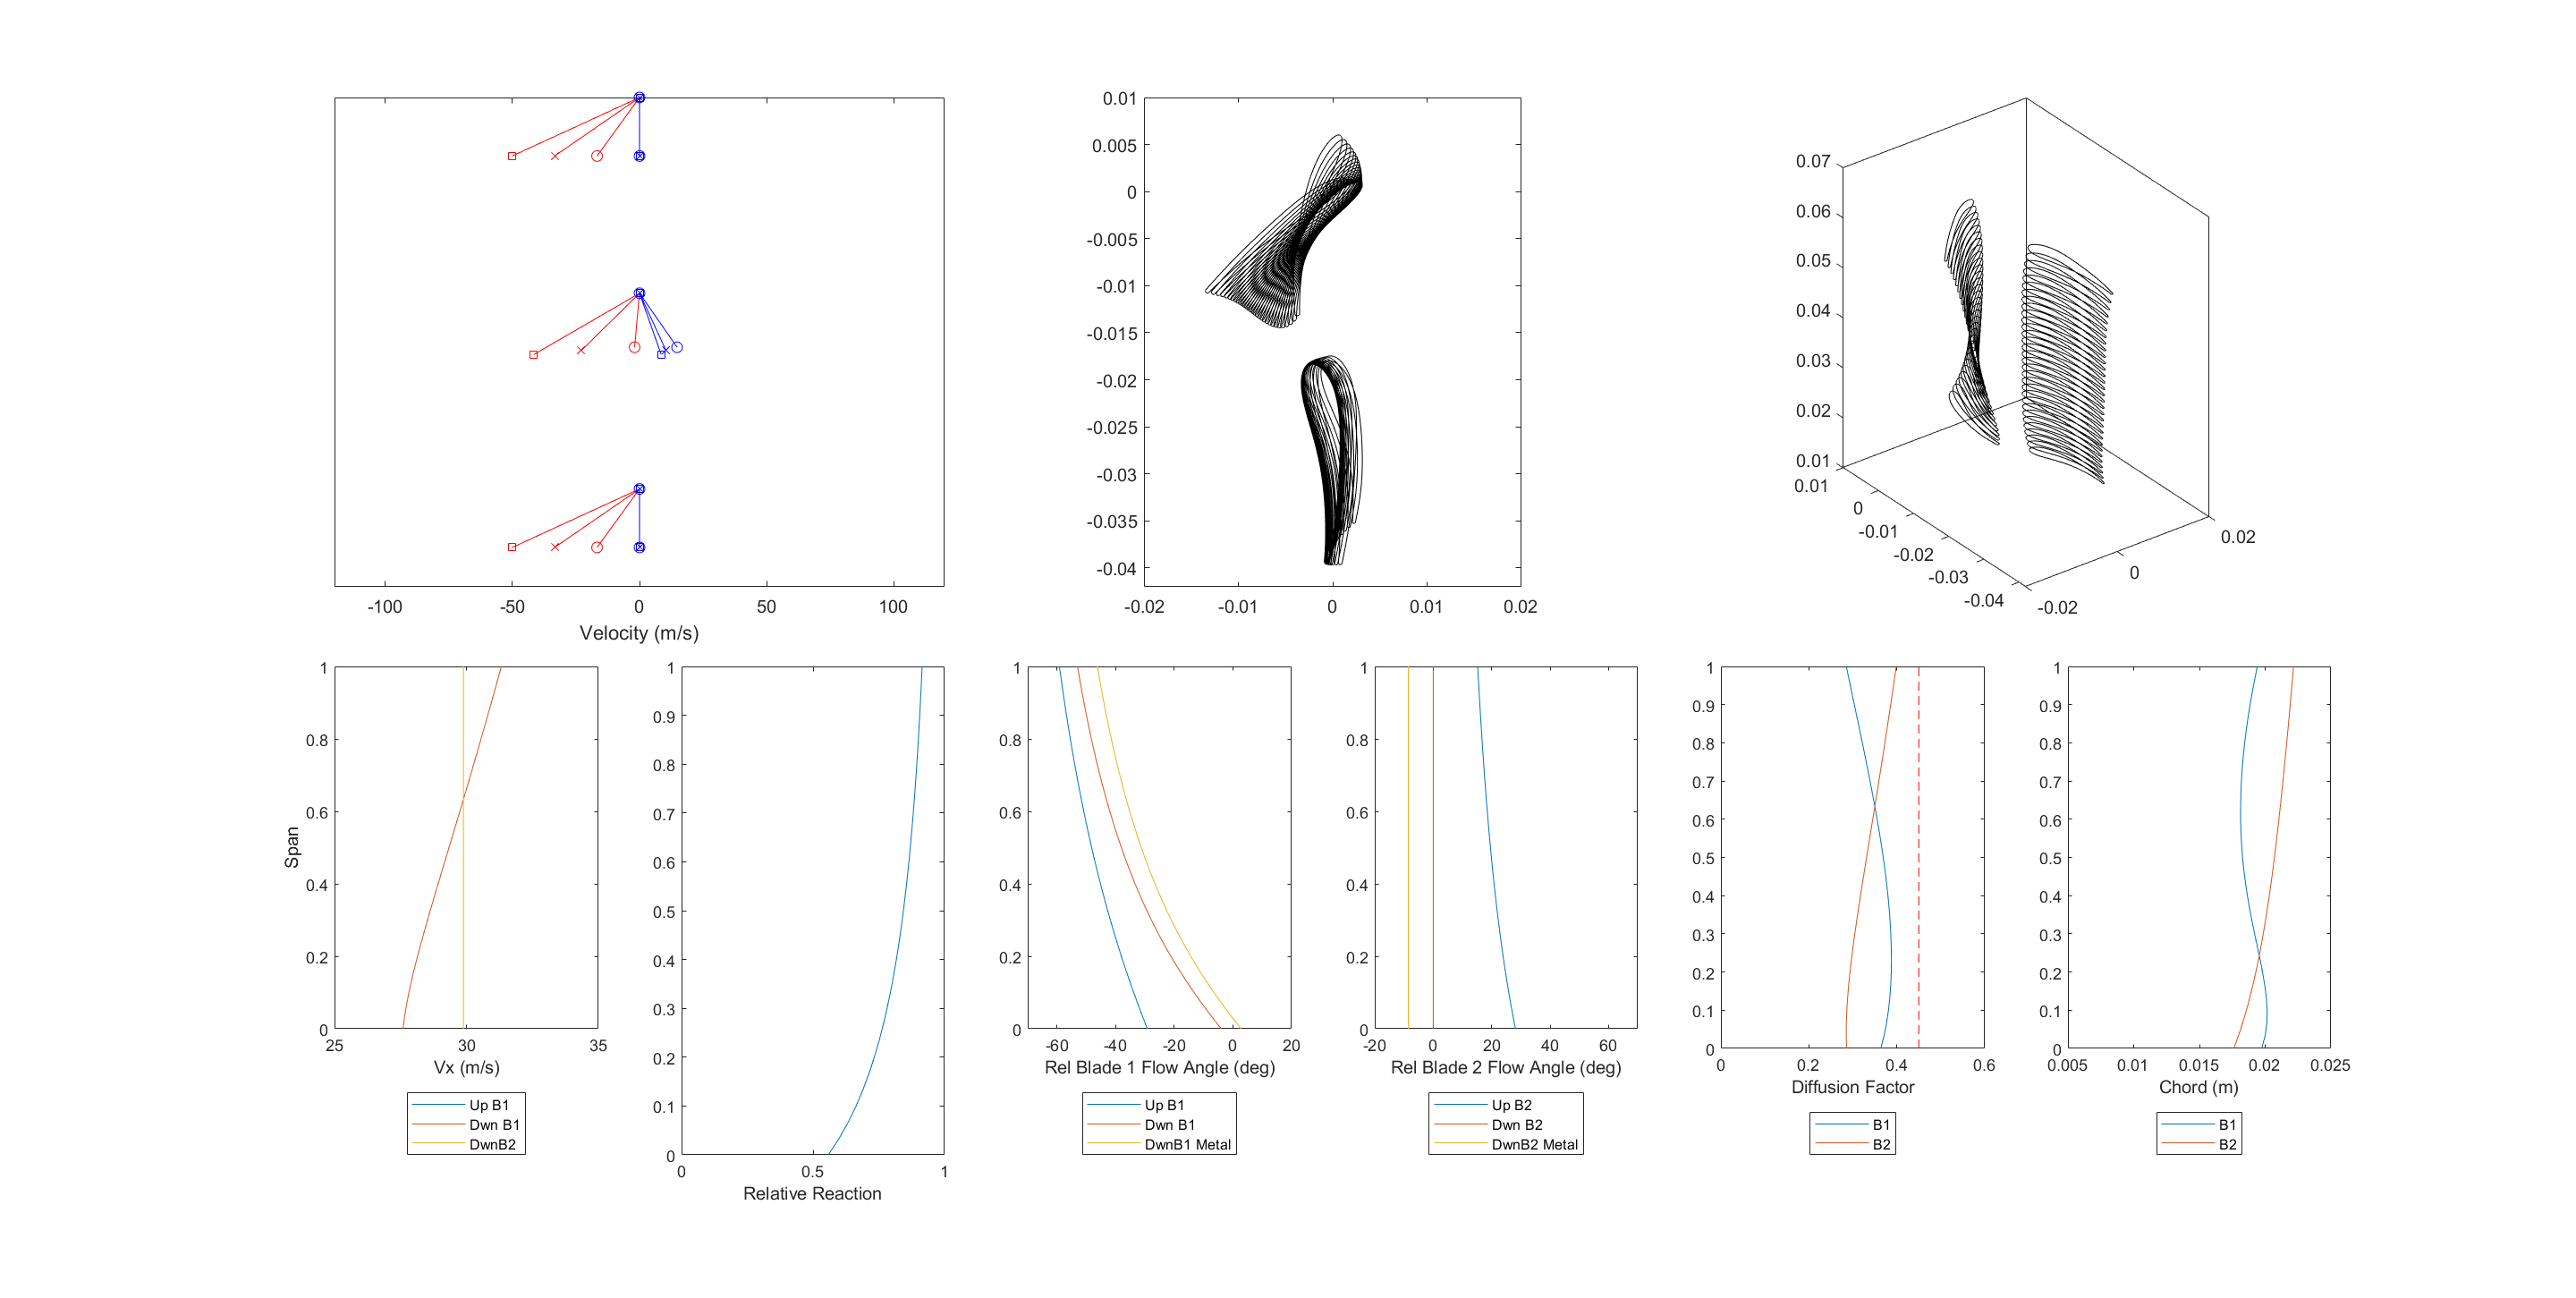 -100 -50 0 50 100
Velocity (m/s)
0.01
0.005
0
-0.005
-0.01
-0.015
-0.02
-0.025
-0.03
-0.035
-0.04
-0.02 -0.01 0 0.01 0.02
0.07
0.06
0.05
0.04
0.03
0.02
0.01
0.01
0
-0.01
-0.02
-0.03
-0.04
-0.02
0
0.02
Span
1
0.8
0.6
0.4
0.2
0
25 30 35
Vx (m/s)
Up B1
Dwn B1
DwnB2
1
0.9
0.8
0.7
0.6
0.5
0.4
0.3
0.2
0.1
0
0 0.5 1
Relative Reaction
1
0.8
0.6
0.4
0.2
0
-60 -40 -20 0 20
Rel Blade 1 Flow Angle (deg)
Up B1
Dwn B1
DwnB1 Metal
1
0.8
0.6
0.4
0.2
0
-20 0 20 40 60
Rel Blade 2 Flow Angle (deg)
Up B2
Dwn B2
DwnB2 Metal
1
0.9
0.8
0.7
0.6
0.5
0.4
0.3
0.2
0.1
0
0 0.2 0.4 0.6
Diffusion Factor
B1
B2
1
0.9
0.8
0.7
0.6
0.5
0.4
0.3
0.2
0.1
0
0.005 0.01 0.015 0.02 0.025
Chord (m)
B1
B2